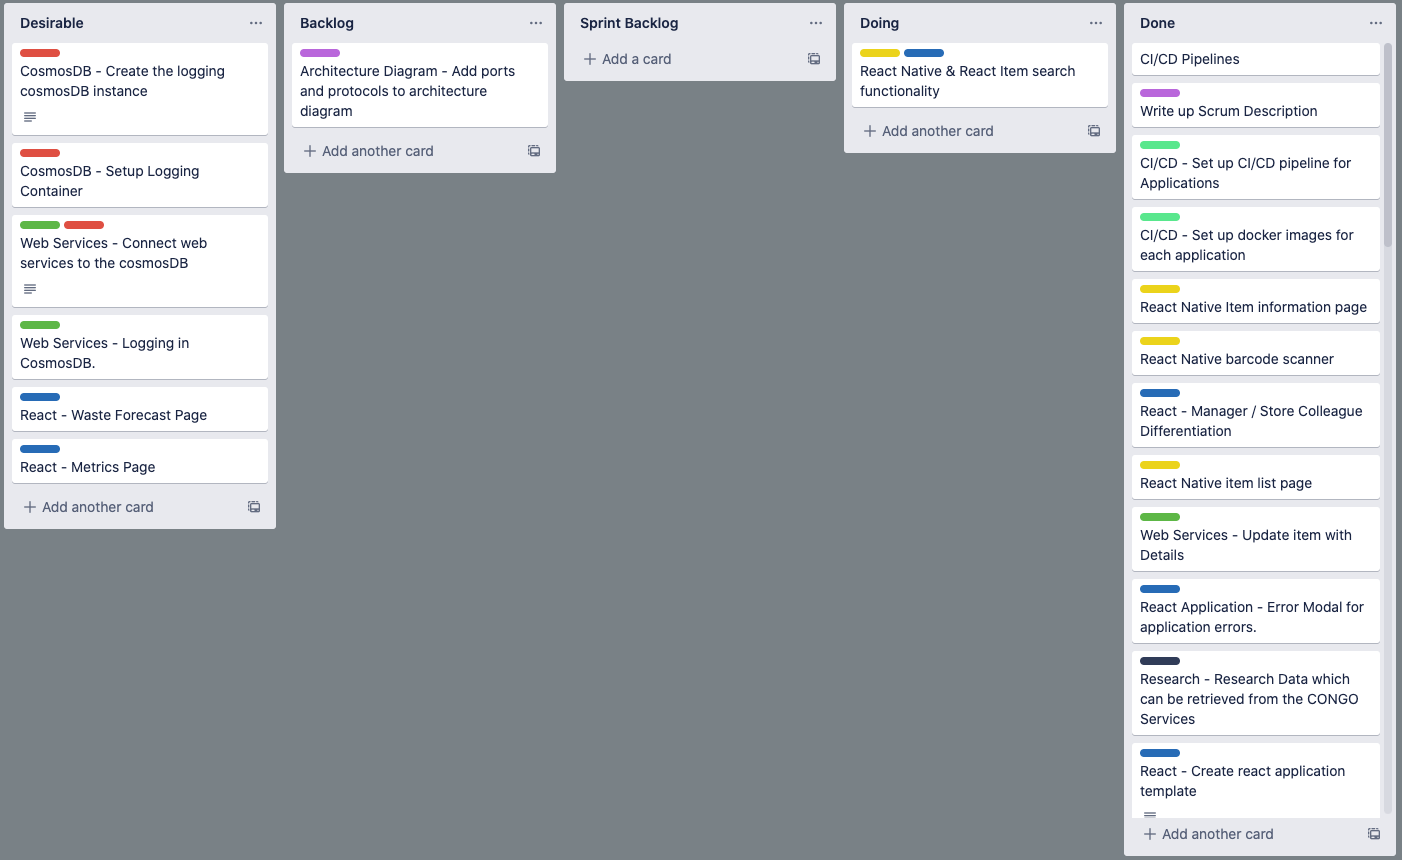 Desirable
CosmosDB - Create the logging
cosmosDB instance
CosmosDB - Setup Logging
Container
Web Services - Connect web
services to the cosmosDB
Web Services - Logging in
CosmosDB.
React - Waste Forecast Page
React - Metrics Page
Add another card
Backlog
Architecture Diagram - Add ports
and protocols to architecture
diagram
Add another card
Sprint Backlog
Add a card
Doing
React Native & React Item search
functionality
Add another card
Done
CI/CD Pipelines
Write up Scrum Description
CI/CD - Set up CI/CD pipeline for
Applications
CI/CD - Set up docker images for
each application
React Native Item information page
React Native barcode scanner
React - Manager / Store Colleague
Differentiation
React Native item list page
Web Services - Update item with
Details
React Application - Error Modal for
application errors.
Research - Research Data which
can be retrieved from the CONGO
Services
React - Create react application
template
Add another card